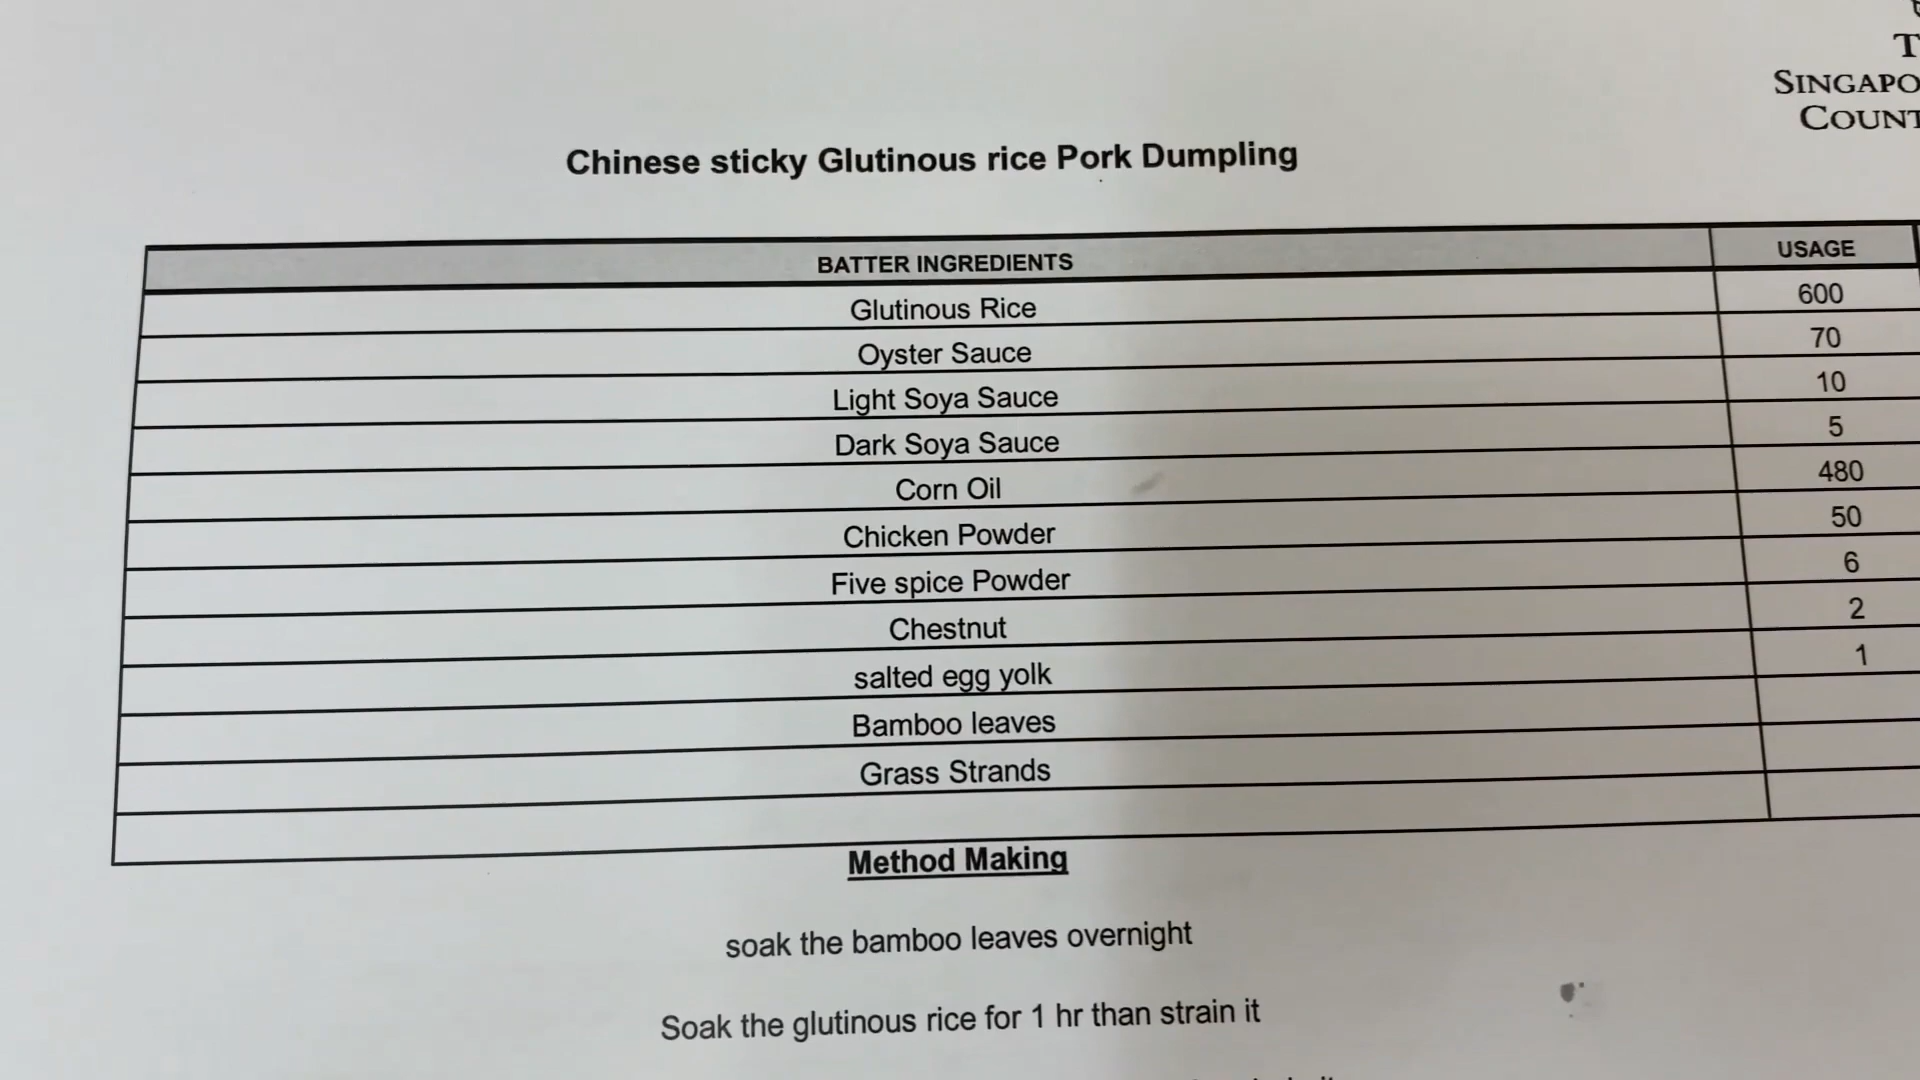 T
SINGAPO
COUNT
Chinese sticky Glutinous rice Pork Dumpling
BATTER INGREDIENTS USAGE
Glutinous Rice 600
Oyster Sauce 70
Light Soya Sauce 10
Dark Soya Sauce 5
Corn Oil 480
Chicken Powder 50
Five spice Powder 6
Chestnut 2
salted egg yolk 1
Bamboo leaves
Grass Strands
Method Making
soak the bamboo leaves overnight
Soak the glutinous rice for 1 hr than strain it